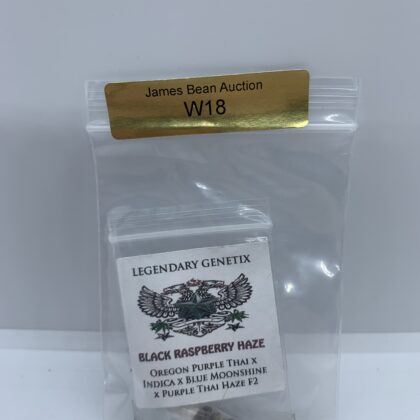 James Bean Auction
W18
LEGENDARY GENETIX
BLACK RASPBERRY HAZE
OREGON PURPLE THAI X
INDICA X BLUE MOONSHINE
X PURPLE THAI HAZE F2